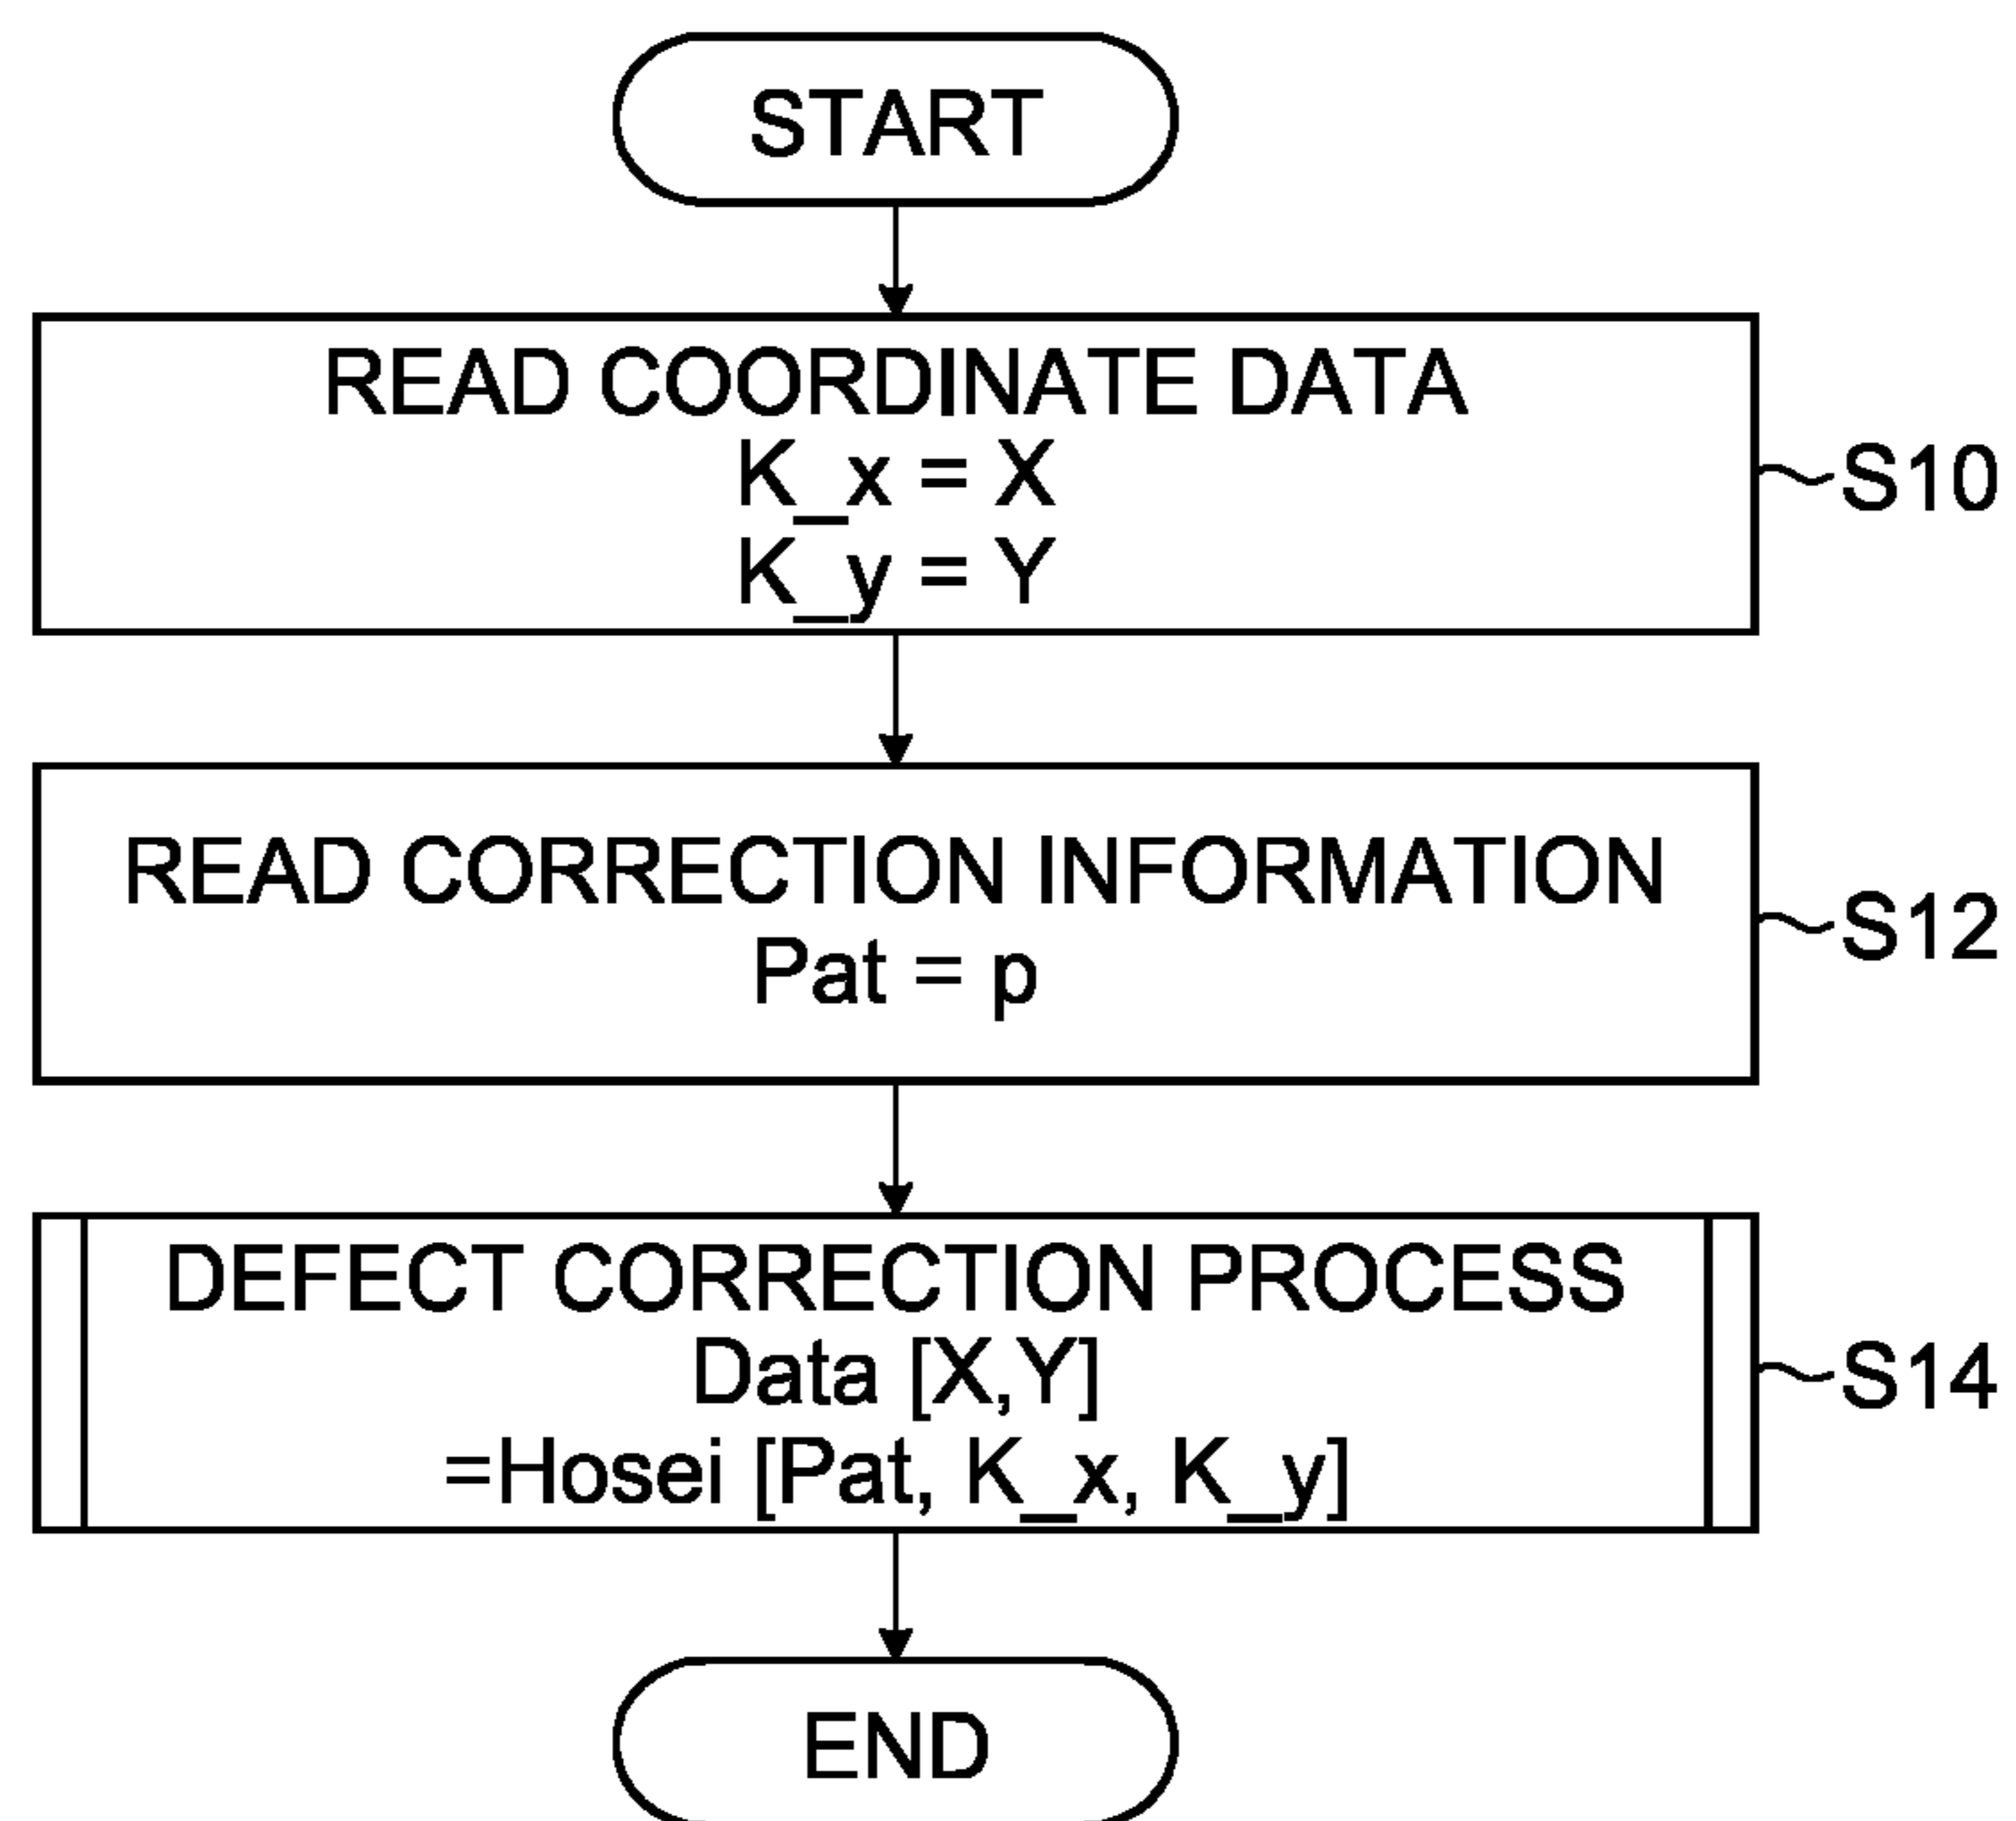 START
READ COORDINATE DATA
K_x = X
K_y = Y
S10
READ CORRECTION INFORMATION
Pat = p
S12
DEFECT CORRECTION PROCESS
Data [X,Y]
=Hosei [Pat, K_x, K_y]
S14
END